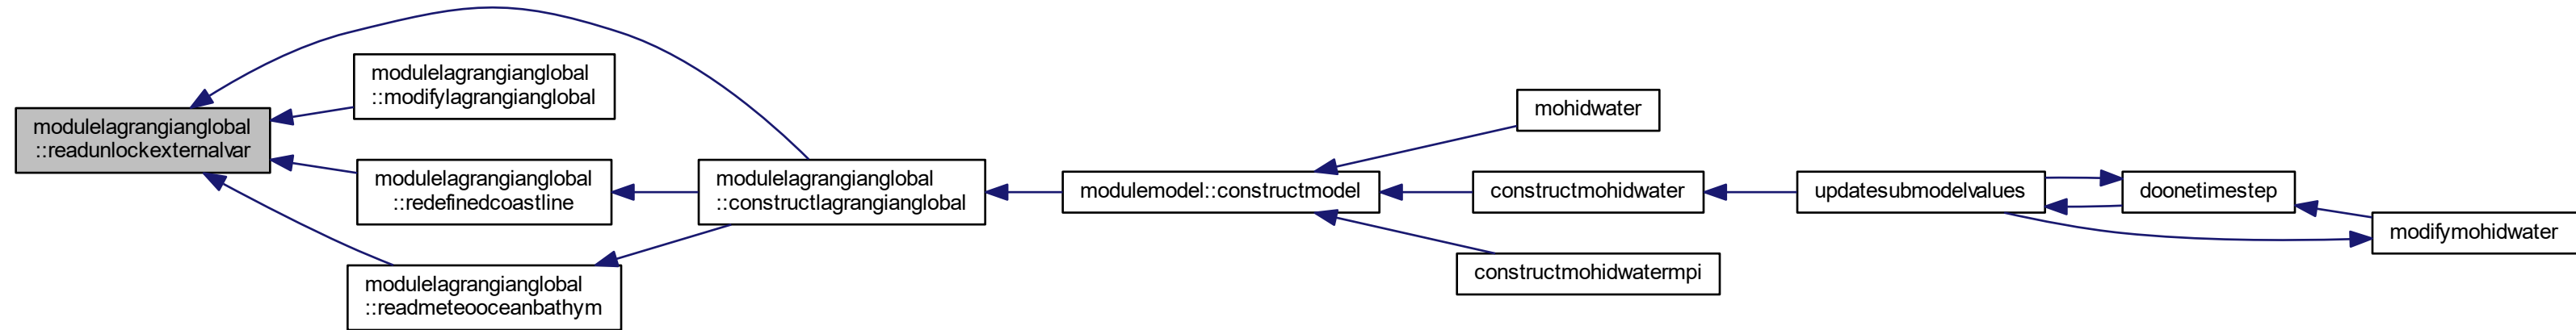 modulelagrangianglobal
::readunlockexternalvar
modulelagrangianglobal
::modifylagrangianglobal
modulelagrangianglobal
::redefinedcoastline
modulelagrangianglobal
::readmeteooceanbathym
modulelagrangianglobal
::constructlagrangianglobal
modulemodel::constructmodel
mohidwater
constructmohidwater
constructmohidwatermpi
updatesubmodelvalues
doonetimestep
modifymohidwater